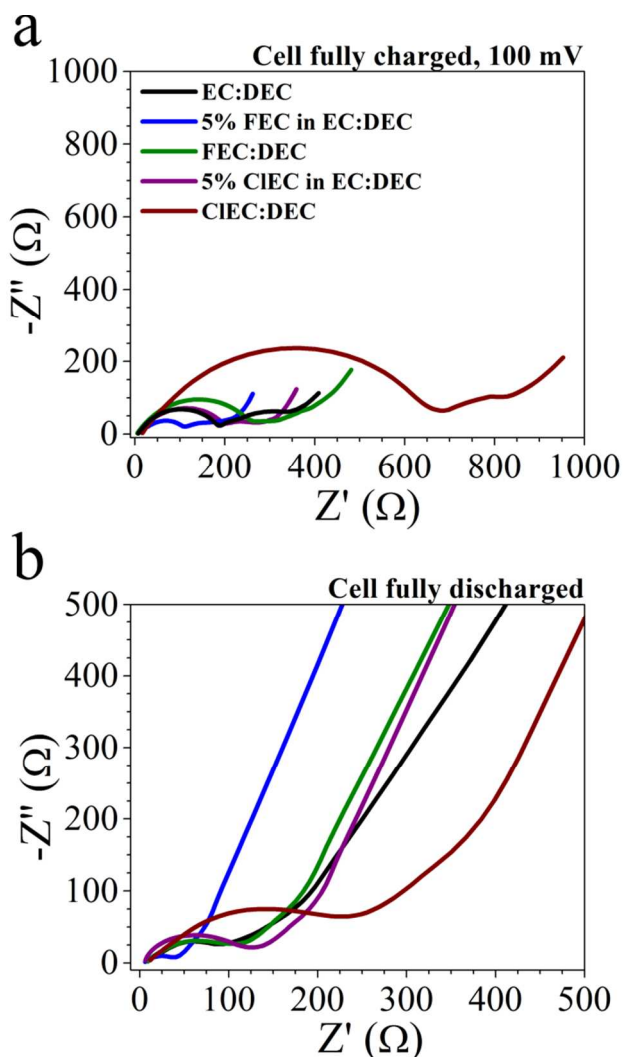 a
Cell fully charged, 100 mV
1000
800
600
400
200
0
-Z'' (Ω)
EC:DEC
5% FEC in EC:DEC
FEC:DEC
5% ClEC in EC:DEC
ClEC:DEC
0 200 400 600 800 1000
Z' (Ω)
b
Cell fully discharged
500
400
300
200
100
0
-Z'' (Ω)
0 100 200 300 400 500
Z' (Ω)